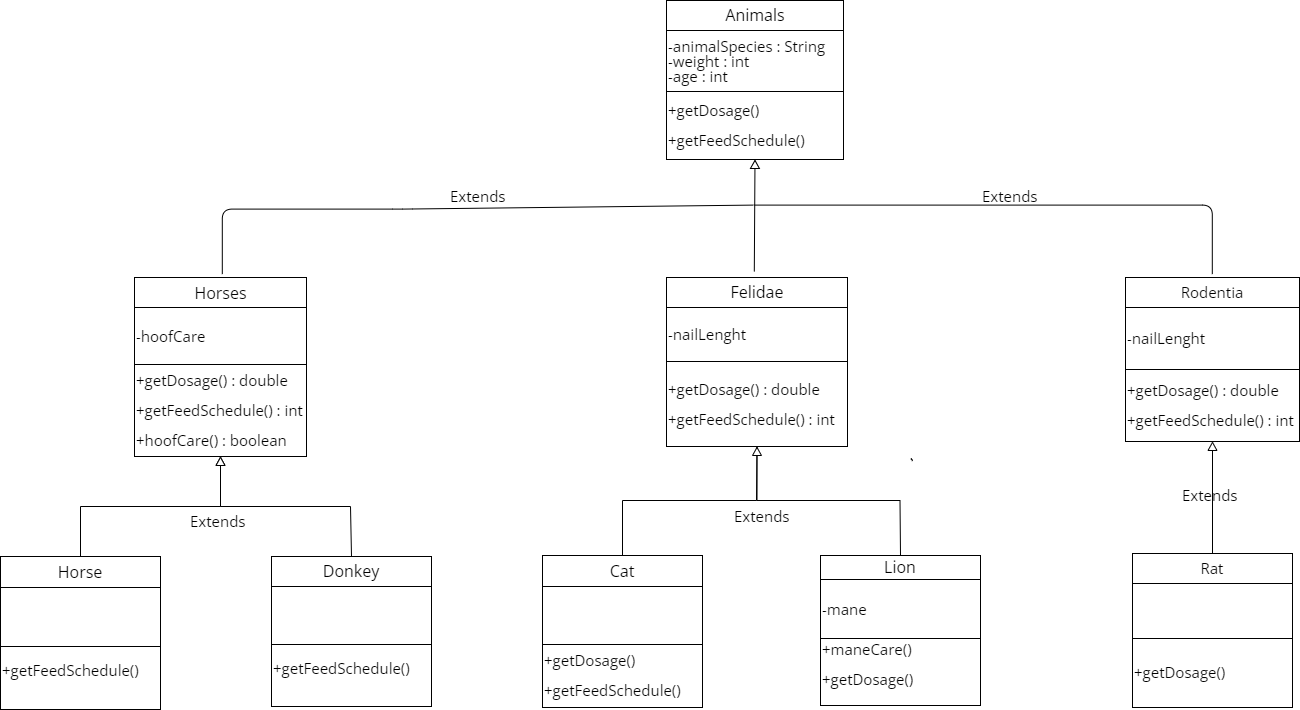 Animals
-animalSpecies : String
-weight : int
-age : int
+getDosage()
+getFeedSchedule()
Extends
Extends
Horses
-hoofCare
+getDosage() : double
+getFeedSchedule() : int
+hoofCare() : boolean
Felidae
-nailLenght
+getDosage() : double
+getFeedSchedule() : int
Rodentia
-nailLenght
+getDosage() : double
+getFeedSchedule() : int
Extends
Extends
Extends
Horse
+getFeedSchedule()
Donkey
+getFeedSchedule()
Cat
+getDosage()
+getFeedSchedule()
Lion
-mane
+maneCare()
+getDosage()
Rat
+getDosage()